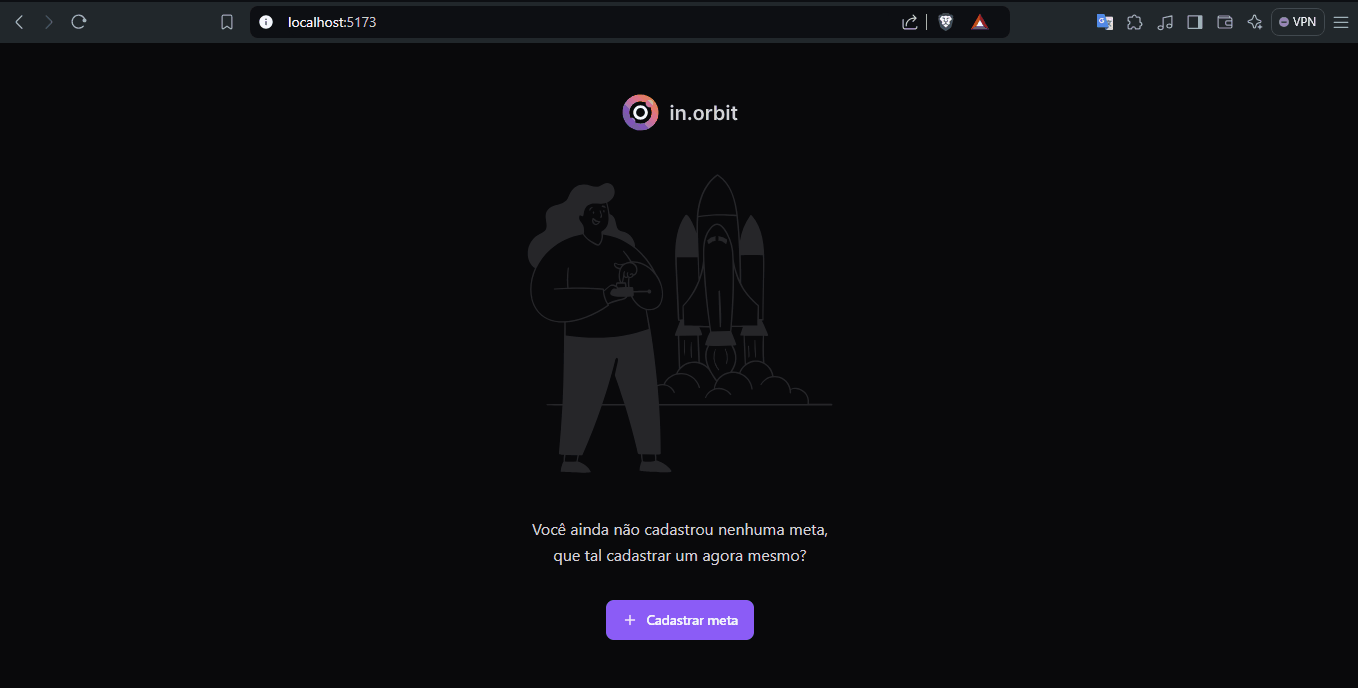 localhost:5173
VPN
in.orbit
Você ainda não cadastrou nenhuma meta,
que tal cadastrar um agora mesmo?
+ Cadastrar meta